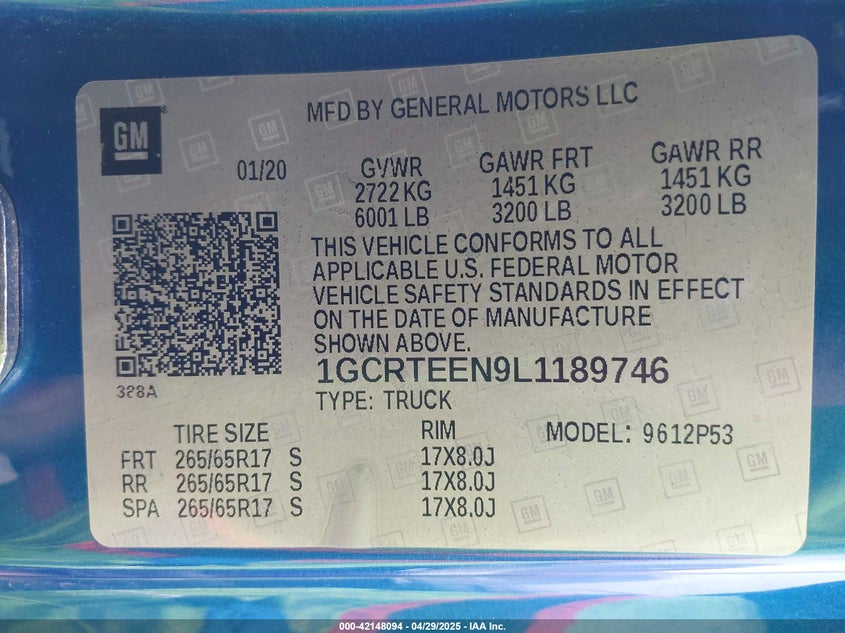 GM
®
MFD BY GENERAL MOTORS LLC
01/20
GVWR GAWR FRT GAWR RR
2722 KG 1451 KG 1451 KG
6001 LB 3200 LB 3200 LB
THIS VEHICLE CONFORMS TO ALL
APPLICABLE U.S. FEDERAL MOTOR
VEHICLE SAFETY STANDARDS IN EFFECT
ON THE DATE OF MANUFACTURE
SHOWN ABOVE.
388A
1GCRTEEN9L1189746
TYPE: TRUCK
TIRE SIZE RIM MODEL: 9612P53
FRT 265/65R17 S 17X8.0J
RR 265/65R17 S 17X8.0J
SPA 265/65R17 S 17X8.0J
000-42148094 - 04/29/2025 - IAA Inc.